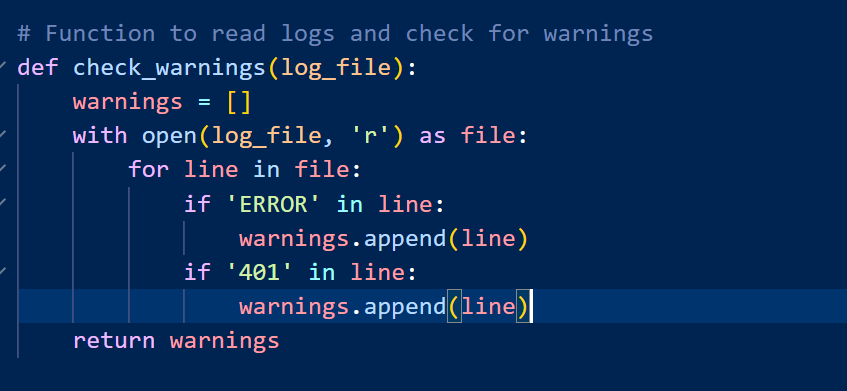 # Function to read logs and check for warnings
def check_warnings(log_file):
    warnings = []
    with open(log_file, 'r') as file:
        for line in file:
            if 'ERROR' in line:
                warnings.append(line)
            if '401' in line:
                warnings.append(line)
    return warnings